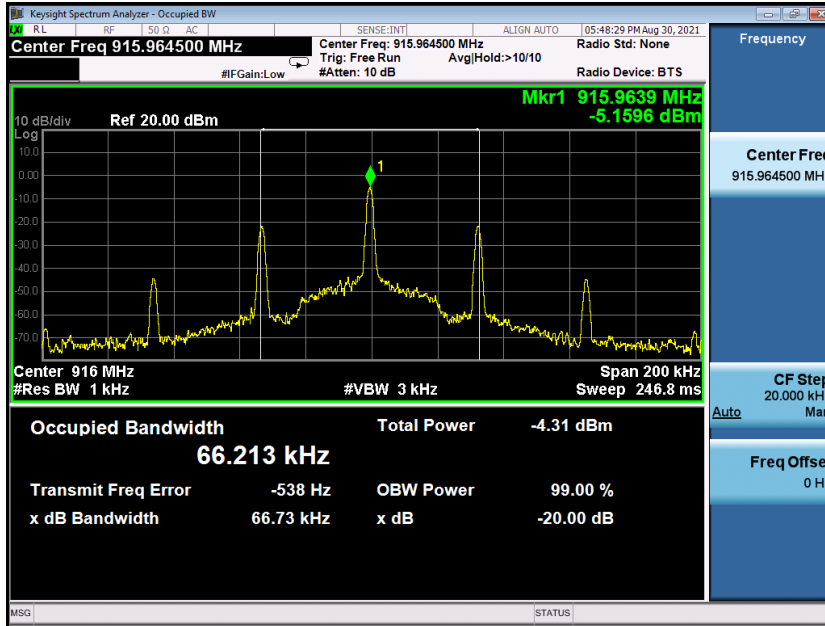 Keysight Spectrum Analyzer - Occupied BW
LXI RL RF 50 Ω AC SENSE:INT ALIGN AUTO 05:48:29 PM Aug 30, 2021
Center Freq 915.964500 MHz
Center Freq: 915.964500 MHz Radio Std: None
Trig: Free Run Avg|Hold:>10/10
#IFGain:Low #Atten: 10 dB Radio Device: BTS
Frequency
Mkr1 915.9639 MHz
10 dB/div Ref 20.00 dBm -5.1596 dBm
Log
10.0
0.00
-10.0
-20.0
-30.0
-40.0
-50.0
-60.0
-70.0
1
Center Fre
915.964500 MH
Center 916 MHz Span 200 kHz
#Res BW 1 kHz #VBW 3 kHz Sweep 246.8 ms
CF Step
20.000 kH
Auto Ma
Occupied Bandwidth Total Power -4.31 dBm
66.213 kHz
Transmit Freq Error -538 Hz OBW Power 99.00 %
x dB Bandwidth 66.73 kHz x dB -20.00 dB
Freq Offse
0 H
MSG STATUS